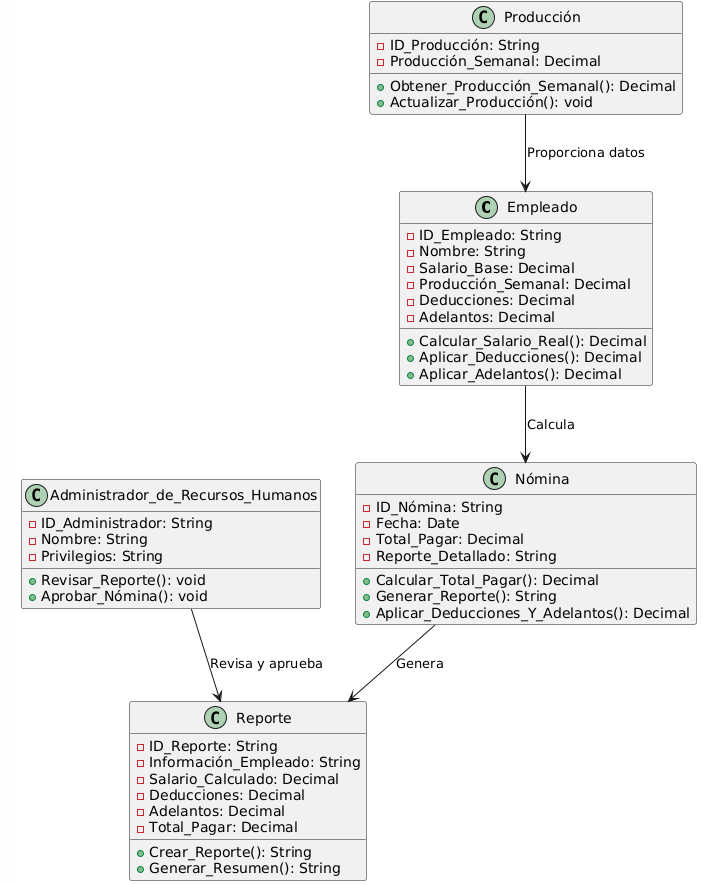 C Producción
ID_Producción: String
Producción_Semanal: Decimal
Obtener_Producción_Semanal(): Decimal
Actualizar_Producción(): void
Proporciona datos
C Empleado
ID_Empleado: String
Nombre: String
Salario_Base: Decimal
Producción_Semanal: Decimal
Deducciones: Decimal
Adelantos: Decimal
Calcular_Salario_Real(): Decimal
Aplicar_Deducciones(): Decimal
Aplicar_Adelantos(): Decimal
Calcula
C Administrador_de_Recursos_Humanos
ID_Administrador: String
Nombre: String
Privilegios: String
Revisar_Reporte(): void
Aprobar_Nómina(): void
C Nómina
ID_Nómina: String
Fecha: Date
Total_Pagar: Decimal
Reporte_Detallado: String
Calcular_Total_Pagar(): Decimal
Generar_Reporte(): String
Aplicar_Deducciones_Y_Adelantos(): Decimal
Revisa y aprueba
Genera
C Reporte
ID_Reporte: String
Información_Empleado: String
Salario_Calculado: Decimal
Deducciones: Decimal
Adelantos: Decimal
Total_Pagar: Decimal
Crear_Reporte(): String
Generar_Resumen(): String